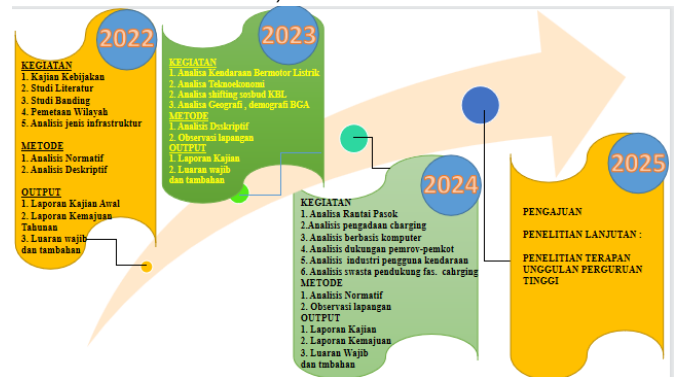 2022
KEGIATAN
1. Kajian Kebijakan
2. Studi Literatur
3. Studi Banding
4. Pemetaan Wilayah
5. Analisis jenis infrastruktur
METODE
1. Analisis Normatif
2. Analisis Deskriptif
OUTPUT
1. Laporan Kajian Awal
2. Laporan Kemajuan
Tahunan
3. Luaran wajib
dan tambahan
2023
KEGIATAN
1. Analisa Kendaraan Bermotor Listrik
2. Analisa Teknoekonomi
2. Analisa shifting sosbud KBL
3. Analisa Geografi , demografi BGA
METODE
1. Analisis Dsskriptif
2. Observasi lapangan
OUTPUT
1. Laporan Kajian
2. Luaran wajib
dan tambahan
2024
KEGIATAN
1. Analisa Rantai Pasok
2.Analisis pengadaan charging
3. Analisis berbasis komputer
4. Analisis dukungan pemrov-pemkot
5. Analisis industri pengguna kendaraan
6. Analisis swasta pendukung fas. cahrging
METODE
1. Analisis Normatif
2. Observasi lapangan
OUTPUT
1. Laporan Kajian
2. Laporan Kemajuan
3. Luaran Wajib
dan tmbahan
2025
PENGAJUAN
PENELITIAN LANJUTAN :
PENELITIAN TERAPAN
UNGGULAN PERGURUAN
TINGGI